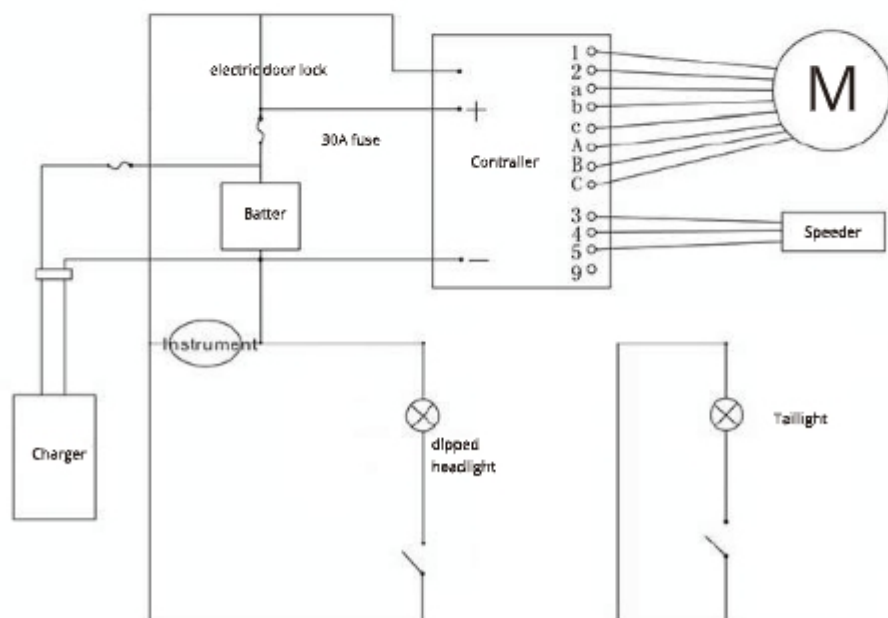 electric door lock
30A fuse
Batter
Charger
Instrument
dipped
headlight
Contraller
+
—
1
2
a
b
c
A
B
C
3
4
5
9
M
Speeder
Taillight